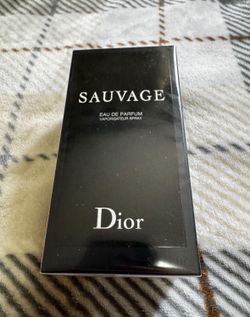 SAUVAGE
EAU DE PARFUM
VAPORISATEUR SPRAY
Dior